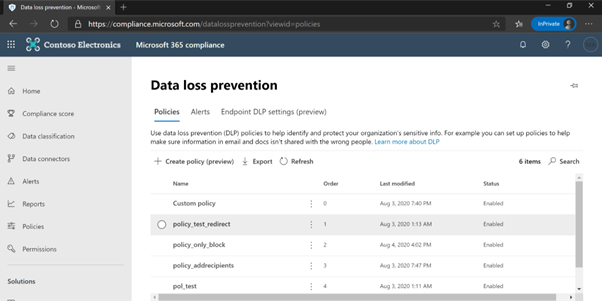 Data loss prevention - Microsoft
https://compliance.microsoft.com/datalossprevention?viewid=policies
InPrivate
Contoso Electronics
Microsoft 365 compliance
Data loss prevention
Home
Policies Alerts Endpoint DLP settings (preview)
Compliance score
Use data loss prevention (DLP) policies to help identify and protect your organization's sensitive info. For example you can set up policies to help
Data classification
make sure information in email and docs isn't shared with the wrong people. Learn more about DLP
Data connectors
Create policy (preview) Export Refresh 6 items Search
Alerts
Name Order Last modified Status
Reports
Custom policy 0 Aug 3, 2020 7:40 PM Enabled
Policies
policy_test_redirect 1 Aug 3, 2020 1:13 AM Enabled
Permissions
policy_only_block 2 Aug 4, 2020 4:02 PM Enabled
policy_addrecipients 3 Aug 3, 2020 7:47 PM Enabled
Solutions
pol_test 4 Aug 3, 2020 1:11 AM Enabled